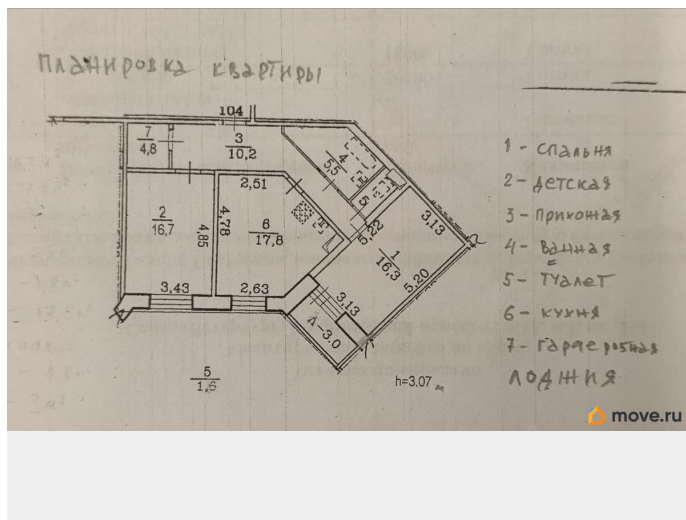 Планировка квартиры
104
7
4,8
3
10,2
4
5,5
5
2,51
2
16,7
4,85
4,78
6
17,8
5,22
3,13
1
16,3
5,20
3,43
2,63
3,13
Л-3.0
5
1,6
h=3.07 м
1 - спальня
2 - детская
3 - прихожая
4 - ванная
5 - туалет
6 - кухня
7 - гардеробная
лоджия
move.ru